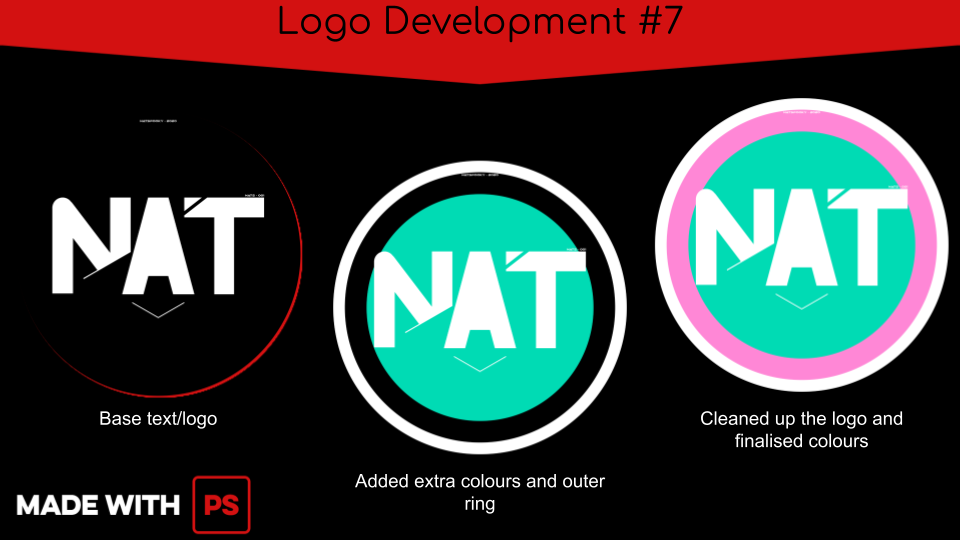 Logo Development #7
NAT
NAT
NAT
Base text/logo
Added extra colours and outer
ring
Cleaned up the logo and
finalised colours
MADE WITH PS